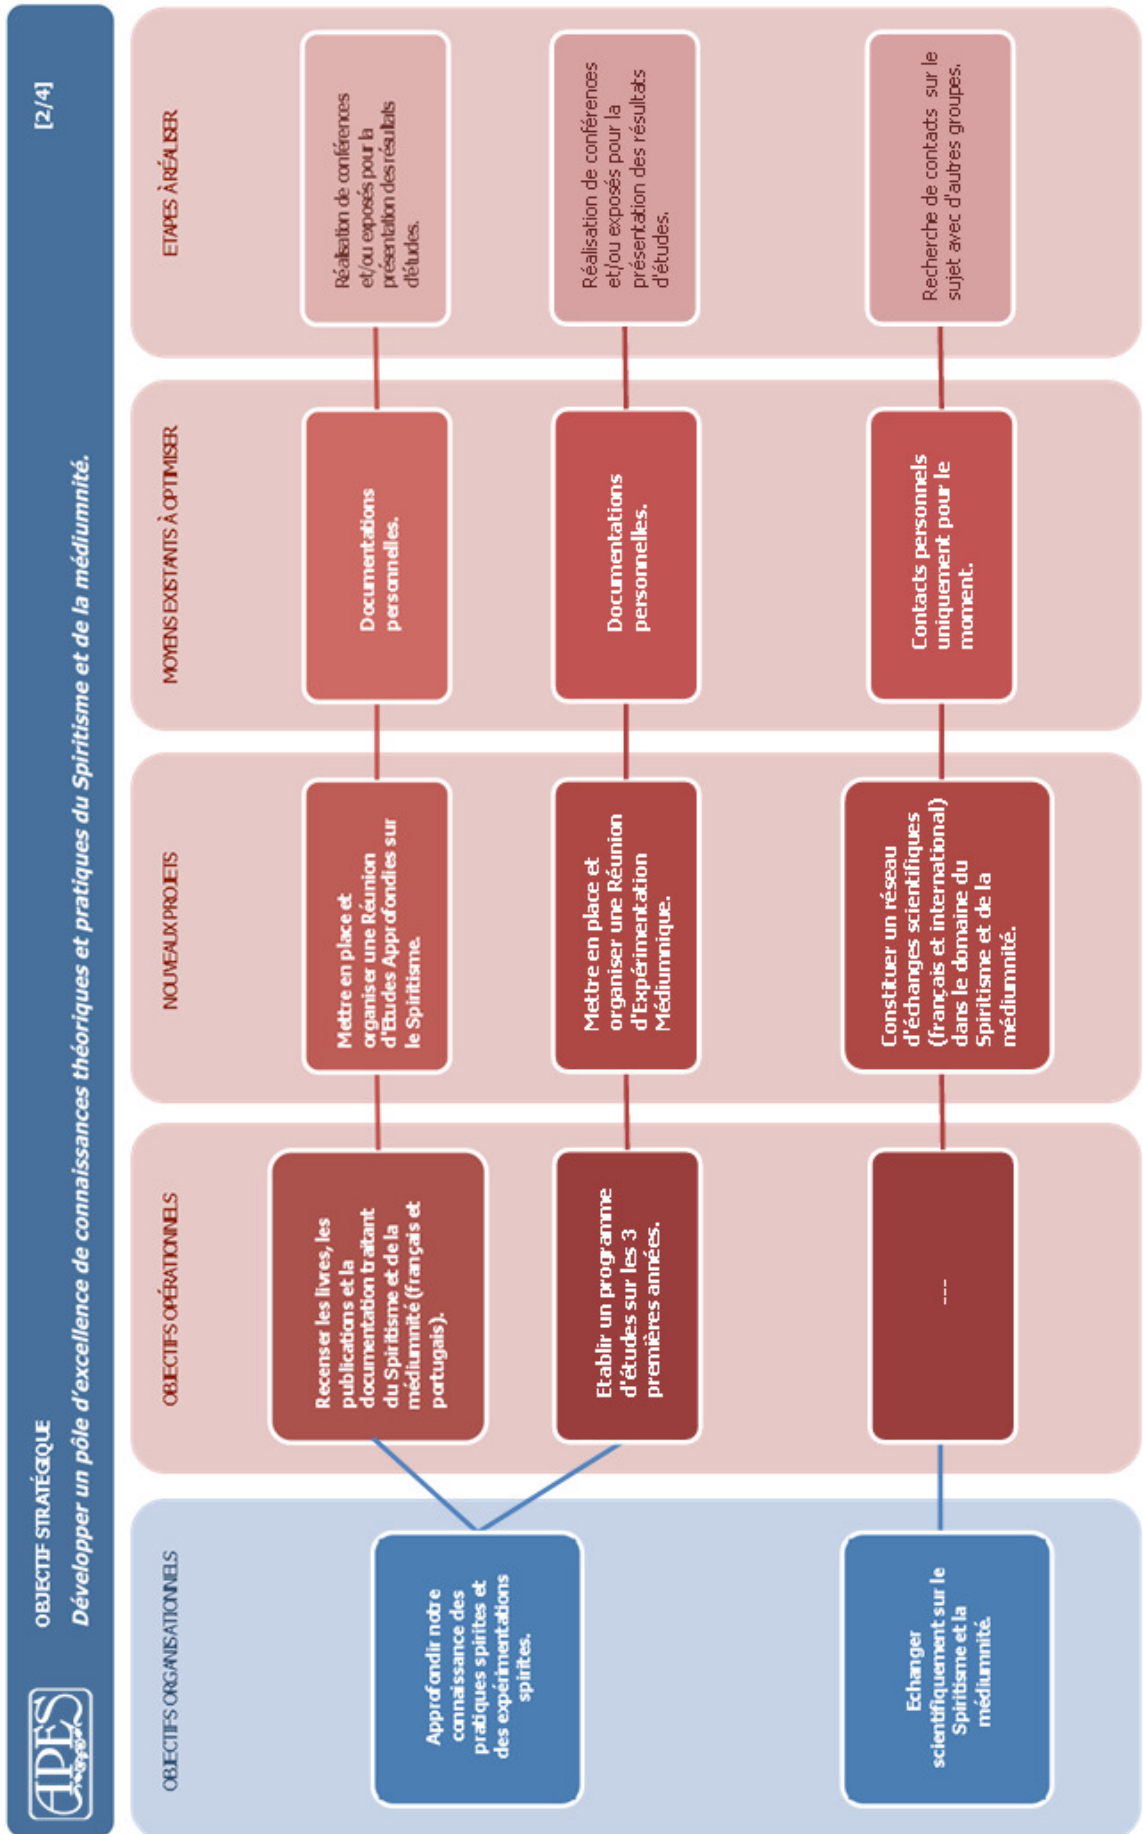 APES
OBJECTIF STRATÉGIQUE
[2/4]
Développer un pôle d'excellence de connaissances théoriques et pratiques du Spiritisme et de la médiumnité.
OBJECTIFS ORGANISATIONNELS
Approfondir notre
connaissance des
pratiques spirites et
des expérimentations
spirites.
Echanger
scientifiquement sur le
Spiritisme et la
médiumnité.
OBJECTIFS OPÉRATIONNELS
Recenser les livres, les
publications et la
documentation traitant
du Spiritisme et de la
médiumnité (français et
portugais).
Etablir un programme
d'études sur les 3
premières années.
---
NOUVEAUX PROJETS
Mettre en place et
organiser une Réunion
d'Etudes Approfondies sur
le Spiritisme.
Mettre en place et
organiser une Réunion
d'Expérimentation
Médiumnique.
Constituer un réseau
d'échanges scientifiques
(français et international)
dans le domaine du
Spiritisme et de la
médiumnité.
MOYENS EXISTANTS À OPTIMISER
Documentations
personnelles.
Documentations
personnelles.
Contacts personnels
uniquement pour le
moment.
ETAPES À RÉALISER
Réalisation de conférences
et/ou exposés pour la
présentation des résultats
d'études.
Réalisation de conférences
et/ou exposés pour la
présentation des résultats
d'études.
Recherche de contacts sur le
sujet avec d'autres groupes.